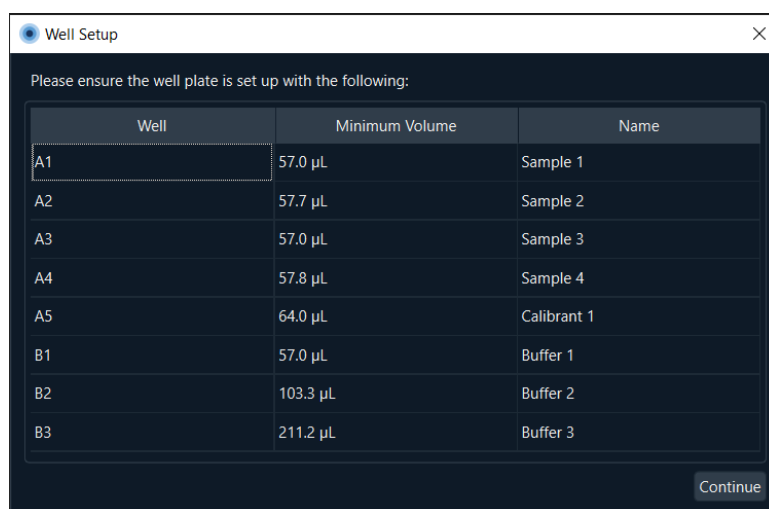 Well Setup
Please ensure the well plate is set up with the following:
Well Minimum Volume Name
A1 57.0 µL Sample 1
A2 57.7 µL Sample 2
A3 57.0 µL Sample 3
A4 57.8 µL Sample 4
A5 64.0 µL Calibrant 1
B1 57.0 µL Buffer 1
B2 103.3 µL Buffer 2
B3 211.2 µL Buffer 3
Continue